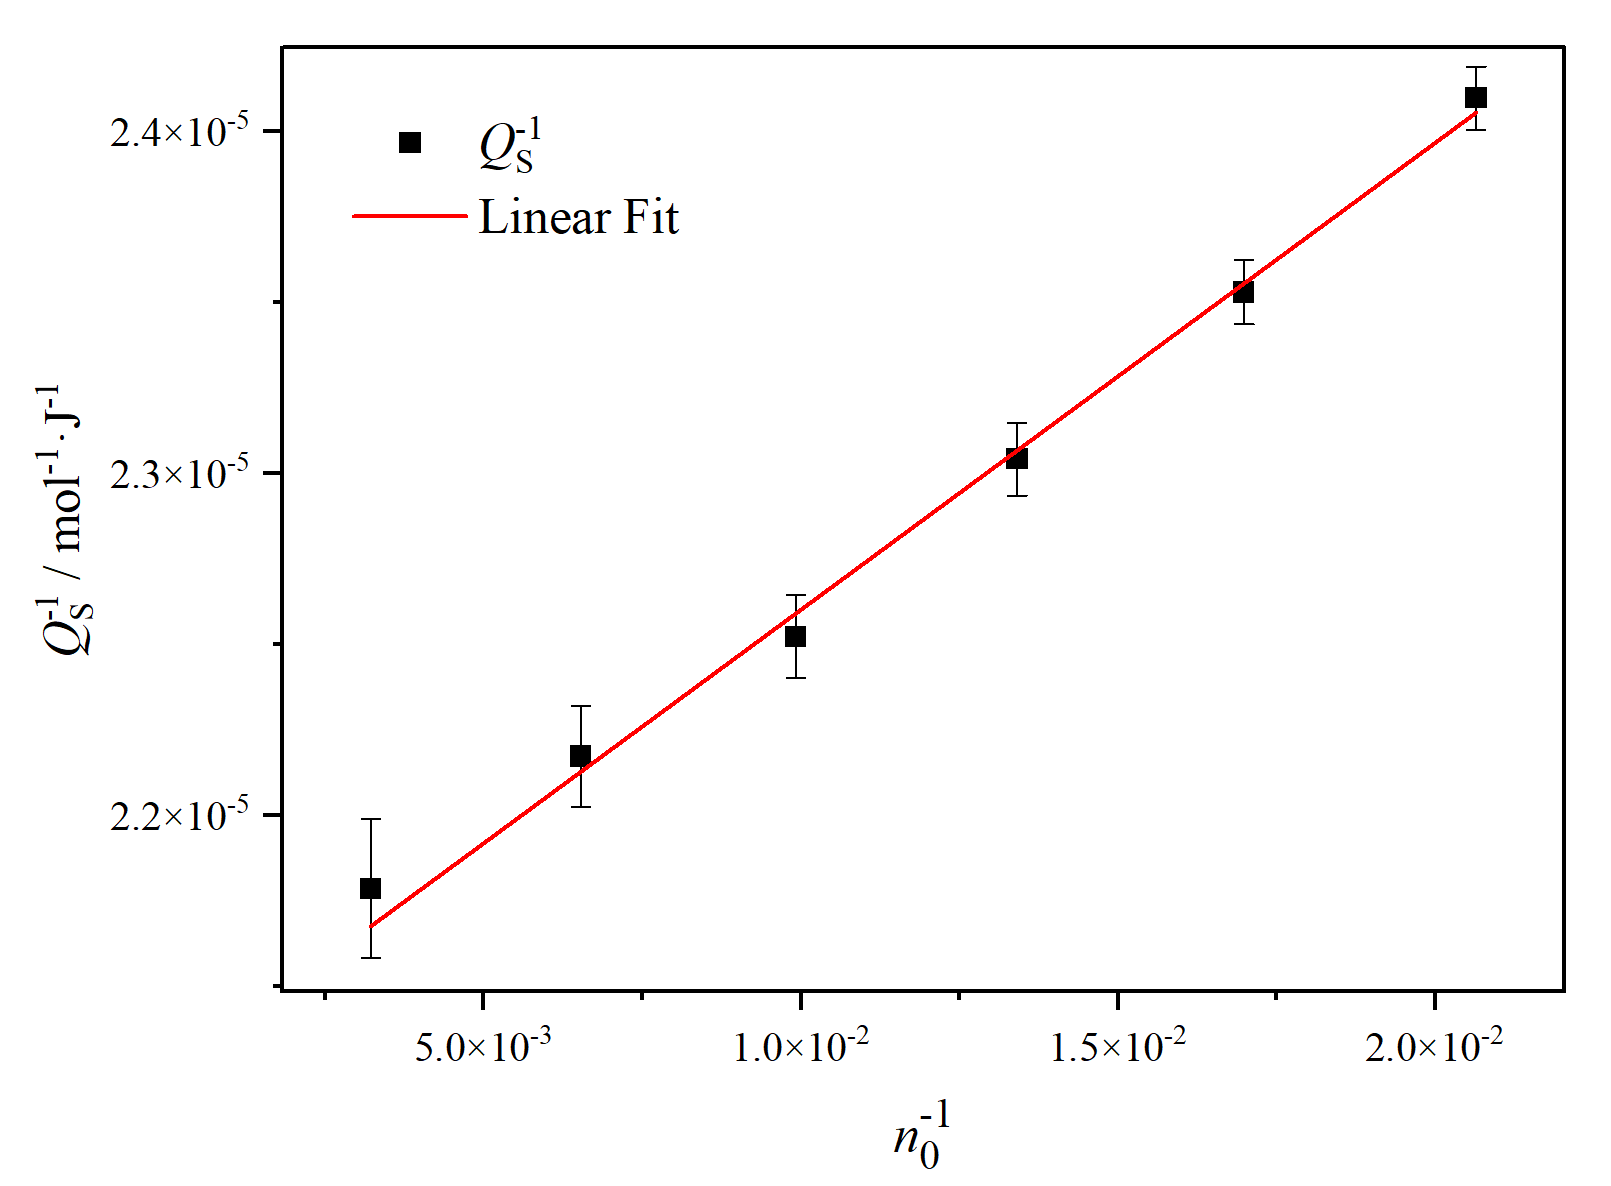 2.4×10⁻⁵
2.3×10⁻⁵
2.2×10⁻⁵
Q_S⁻¹
Linear Fit
Q_S⁻¹ / mol⁻¹·J⁻¹
5.0×10⁻³
1.0×10⁻²
1.5×10⁻²
2.0×10⁻²
n₀⁻¹